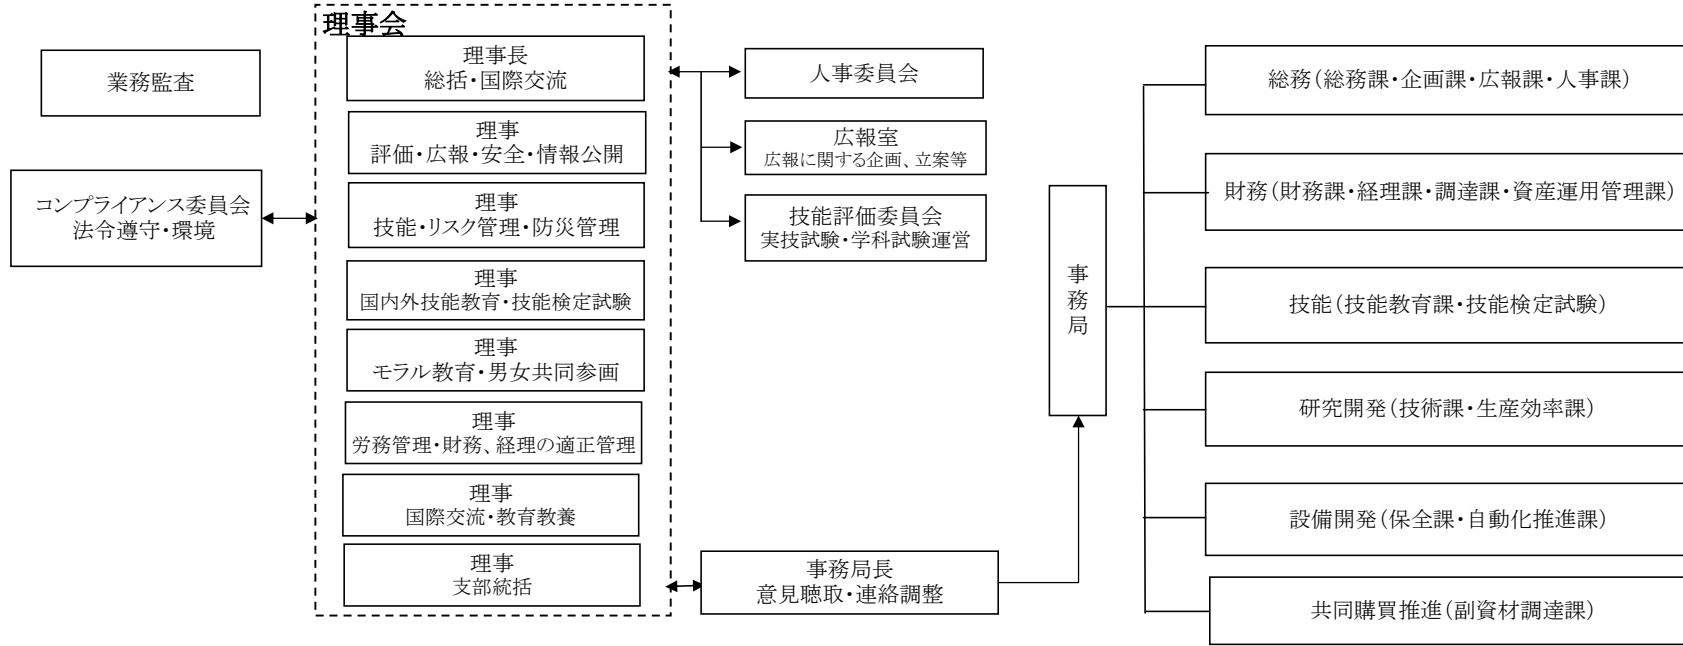 業務監査
コンプライアンス委員会
法令遵守・環境
理事会
理事長
総括・国際交流
理事
評価・広報・安全・情報公開
理事
技能・リスク管理・防災管理
理事
国内外技能教育・技能検定試験
理事
モラル教育・男女共同参画
理事
労務管理・財務、経理の適正管理
理事
国際交流・教育教養
理事
支部統括
人事委員会
広報室
広報に関する企画、立案等
技能評価委員会
実技試験・学科試験運営
事務局長
意見聴取・連絡調整
事
務
局
総務(総務課・企画課・広報課・人事課)
財務(財務課・経理課・調達課・資産運用管理課)
技能(技能教育課・技能検定試験)
研究開発(技術課・生産効率課)
設備開発(保全課・自動化推進課)
共同購買推進(副資材調達課)